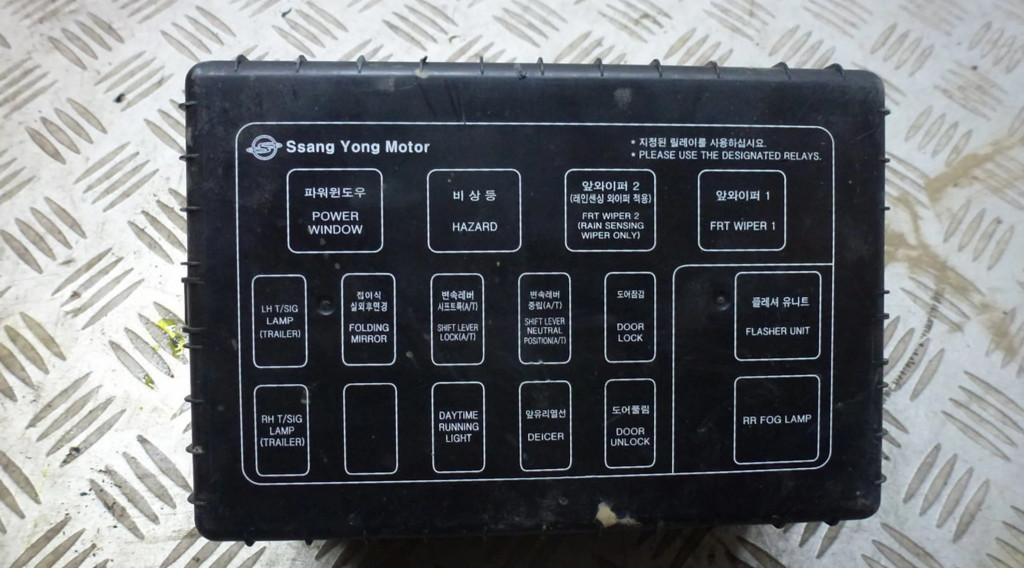 Ssang Yong Motor
• 지정된 릴레이를 사용하십시요.
• PLEASE USE THE DESIGNATED RELAYS.
파워윈도우
POWER
WINDOW
비상등
HAZARD
앞와이퍼 2
(래인센싱 와이퍼 적용)
FRT WIPER 2
(RAIN SENSING
WIPER ONLY)
앞와이퍼 1
FRT WIPER 1
LH T/SIG
LAMP
(TRAILER)
접이식
실외후면경
FOLDING
MIRROR
변속레버
시프트록(A/T)
SHIFT LEVER
LOCK(A/T)
변속레버
중립(A/T)
SHIFT LEVER
NEUTRAL
POSITION(A/T)
도어잠김
DOOR
LOCK
플레셔 유니트
FLASHER UNIT
RH T/SIG
LAMP
(TRAILER)
DAYTIME
RUNNING
LIGHT
앞유리열선
DEICER
도어풀림
DOOR
UNLOCK
RR FOG LAMP